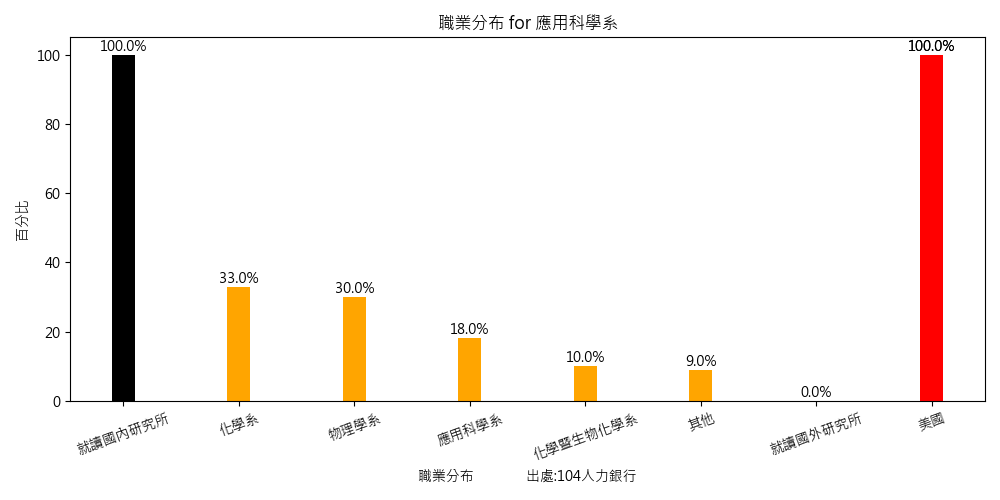 職業分布 for 應用科學系
100.0%
33.0%
30.0%
18.0%
10.0%
9.0%
0.0%
100.0%
百分比
100
80
60
40
20
0
就讀國內研究所
化學系
物理學系
應用科學系
化學暨生物化學系
其他
就讀國外研究所
美國
職業分布 出處:104人力銀行